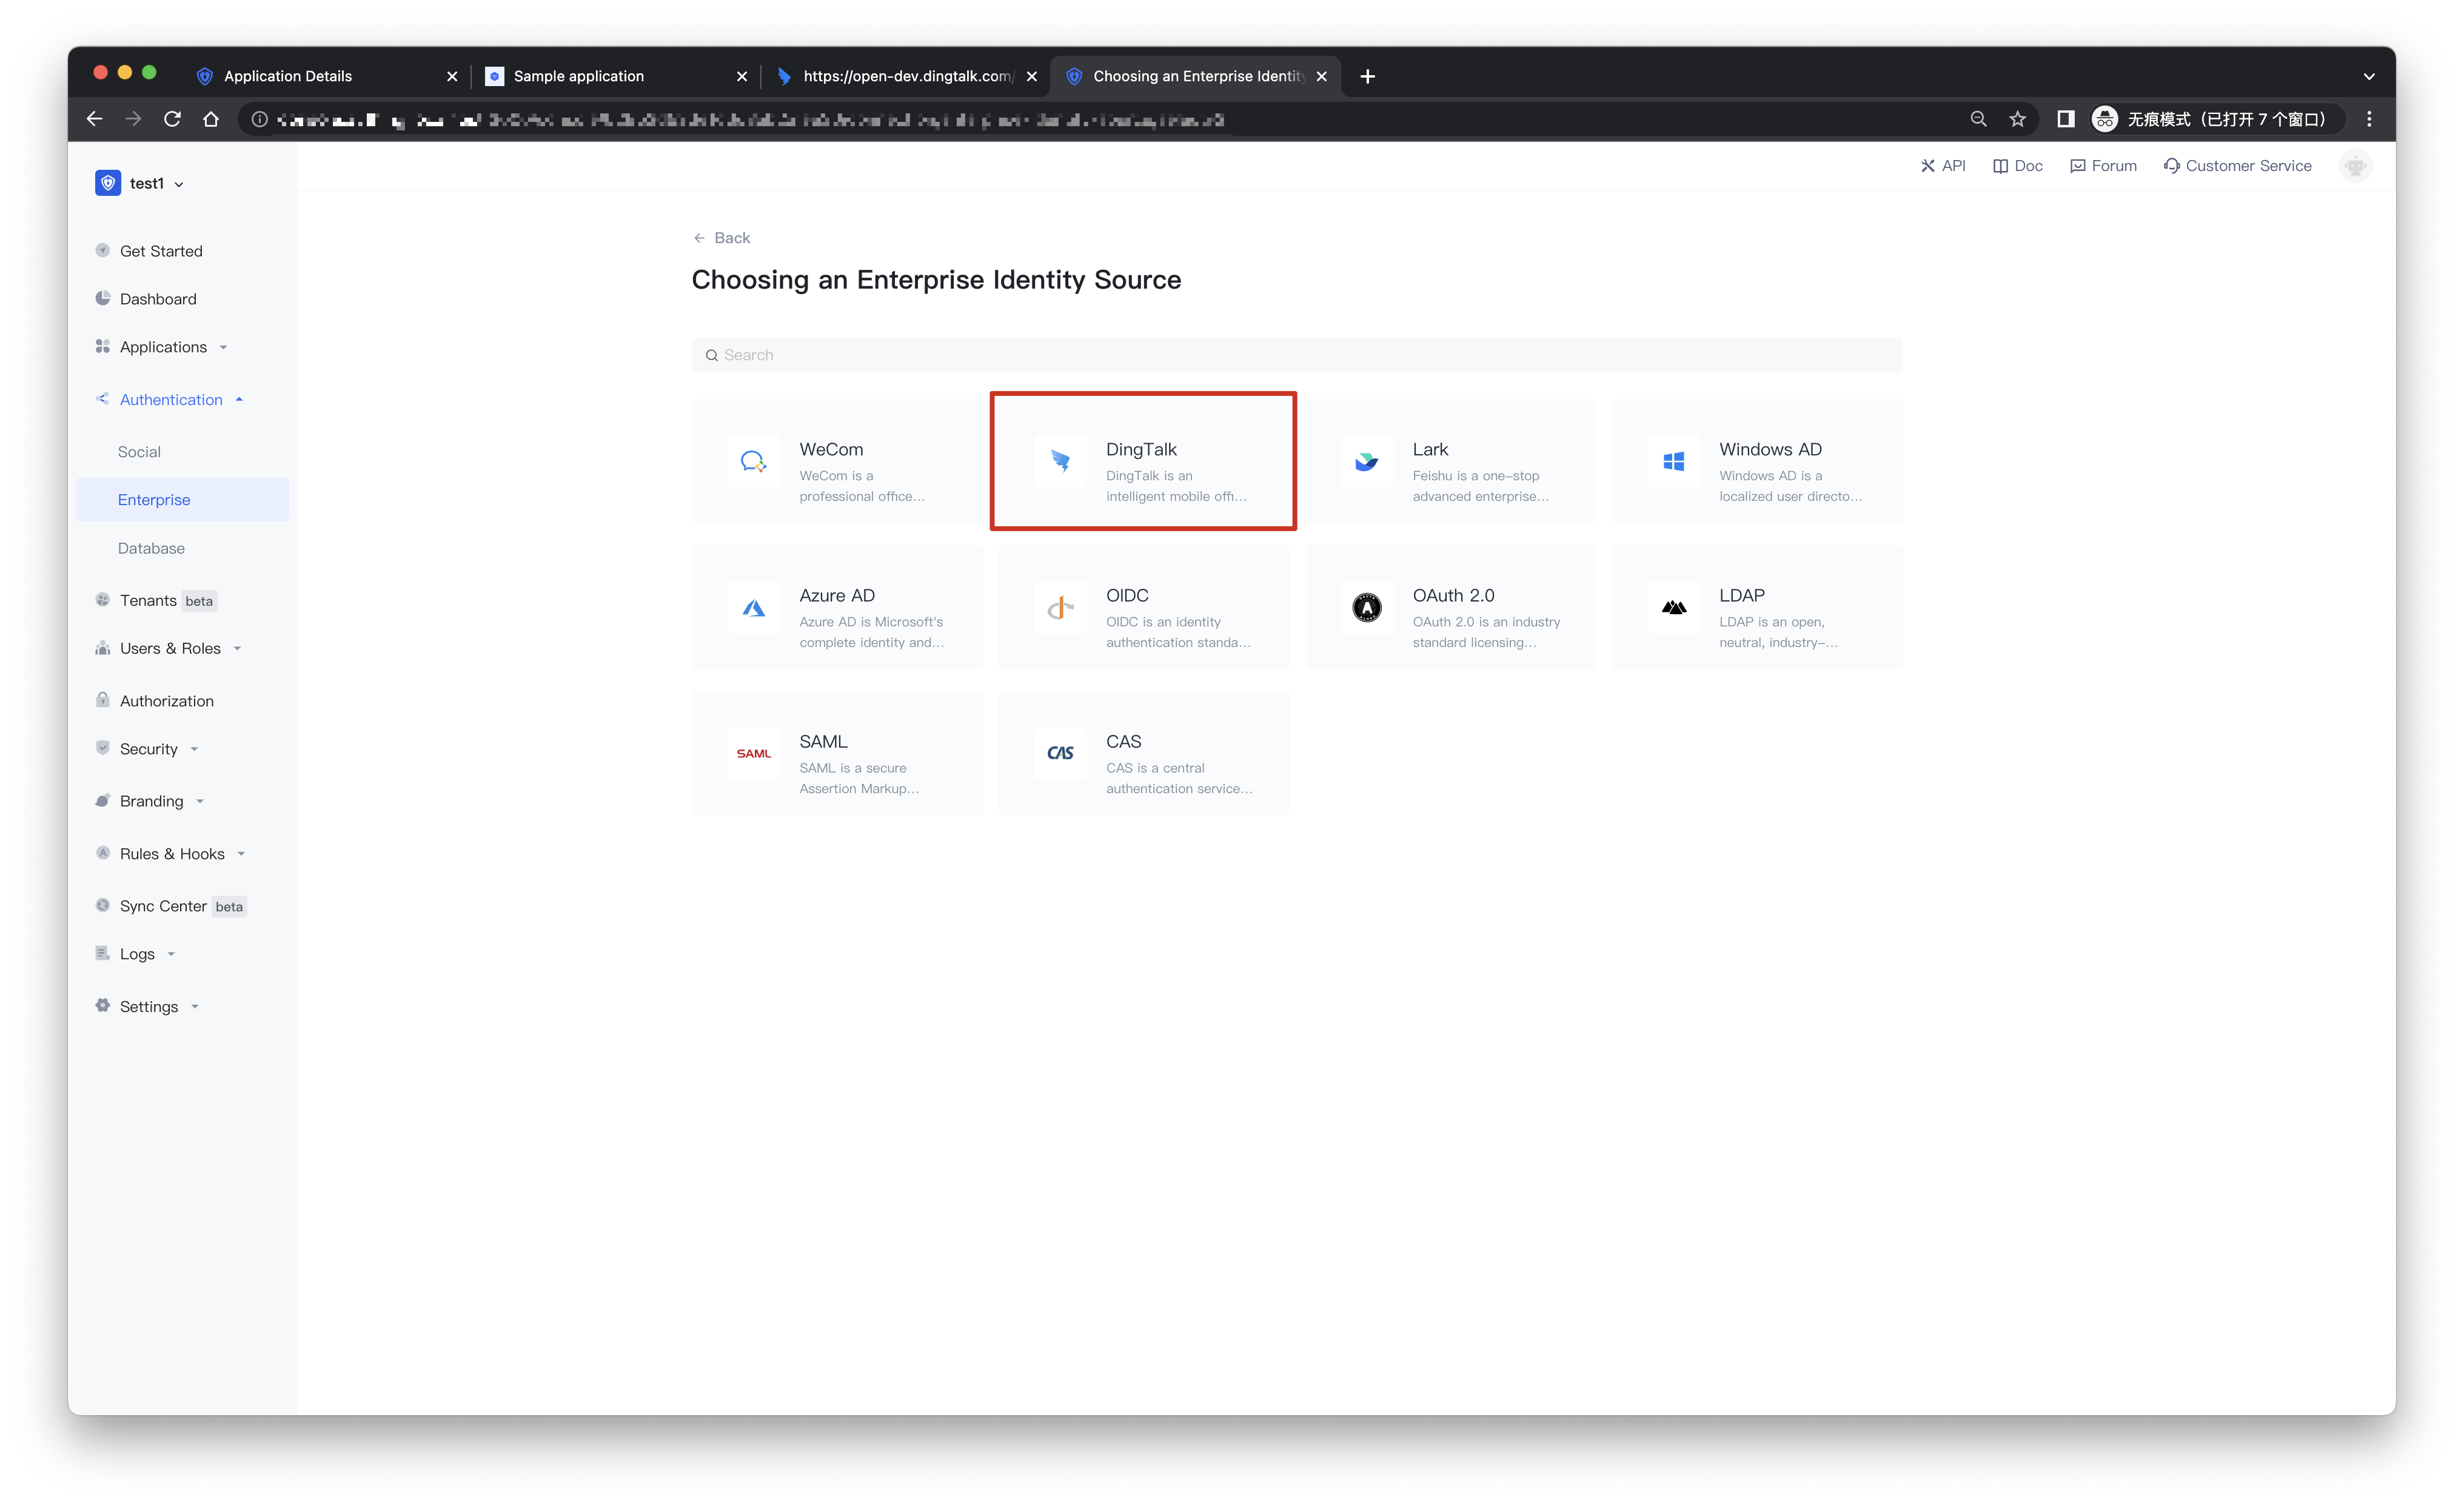 Application Details
Sample application
https://open-dev.dingtalk.com/
Choosing an Enterprise Identity
无痕模式（已打开 7 个窗口）
test1
API
Doc
Forum
Customer Service
Get Started
Dashboard
Applications
Authentication
Social
Enterprise
Database
Tenants beta
Users & Roles
Authorization
Security
Branding
Rules & Hooks
Sync Center beta
Logs
Settings
Back
Choosing an Enterprise Identity Source
Search
WeCom
WeCom is a
professional office...
DingTalk
DingTalk is an
intelligent mobile offi...
Lark
Feishu is a one-stop
advanced enterprise...
Windows AD
Windows AD is a
localized user directo...
Azure AD
Azure AD is Microsoft's
complete identity and...
OIDC
OIDC is an identity
authentication standa...
OAuth 2.0
OAuth 2.0 is an industry
standard licensing...
LDAP
LDAP is an open,
neutral, industry-...
SAML
SAML
SAML is a secure
Assertion Markup...
CAS
CAS
CAS is a central
authentication service...